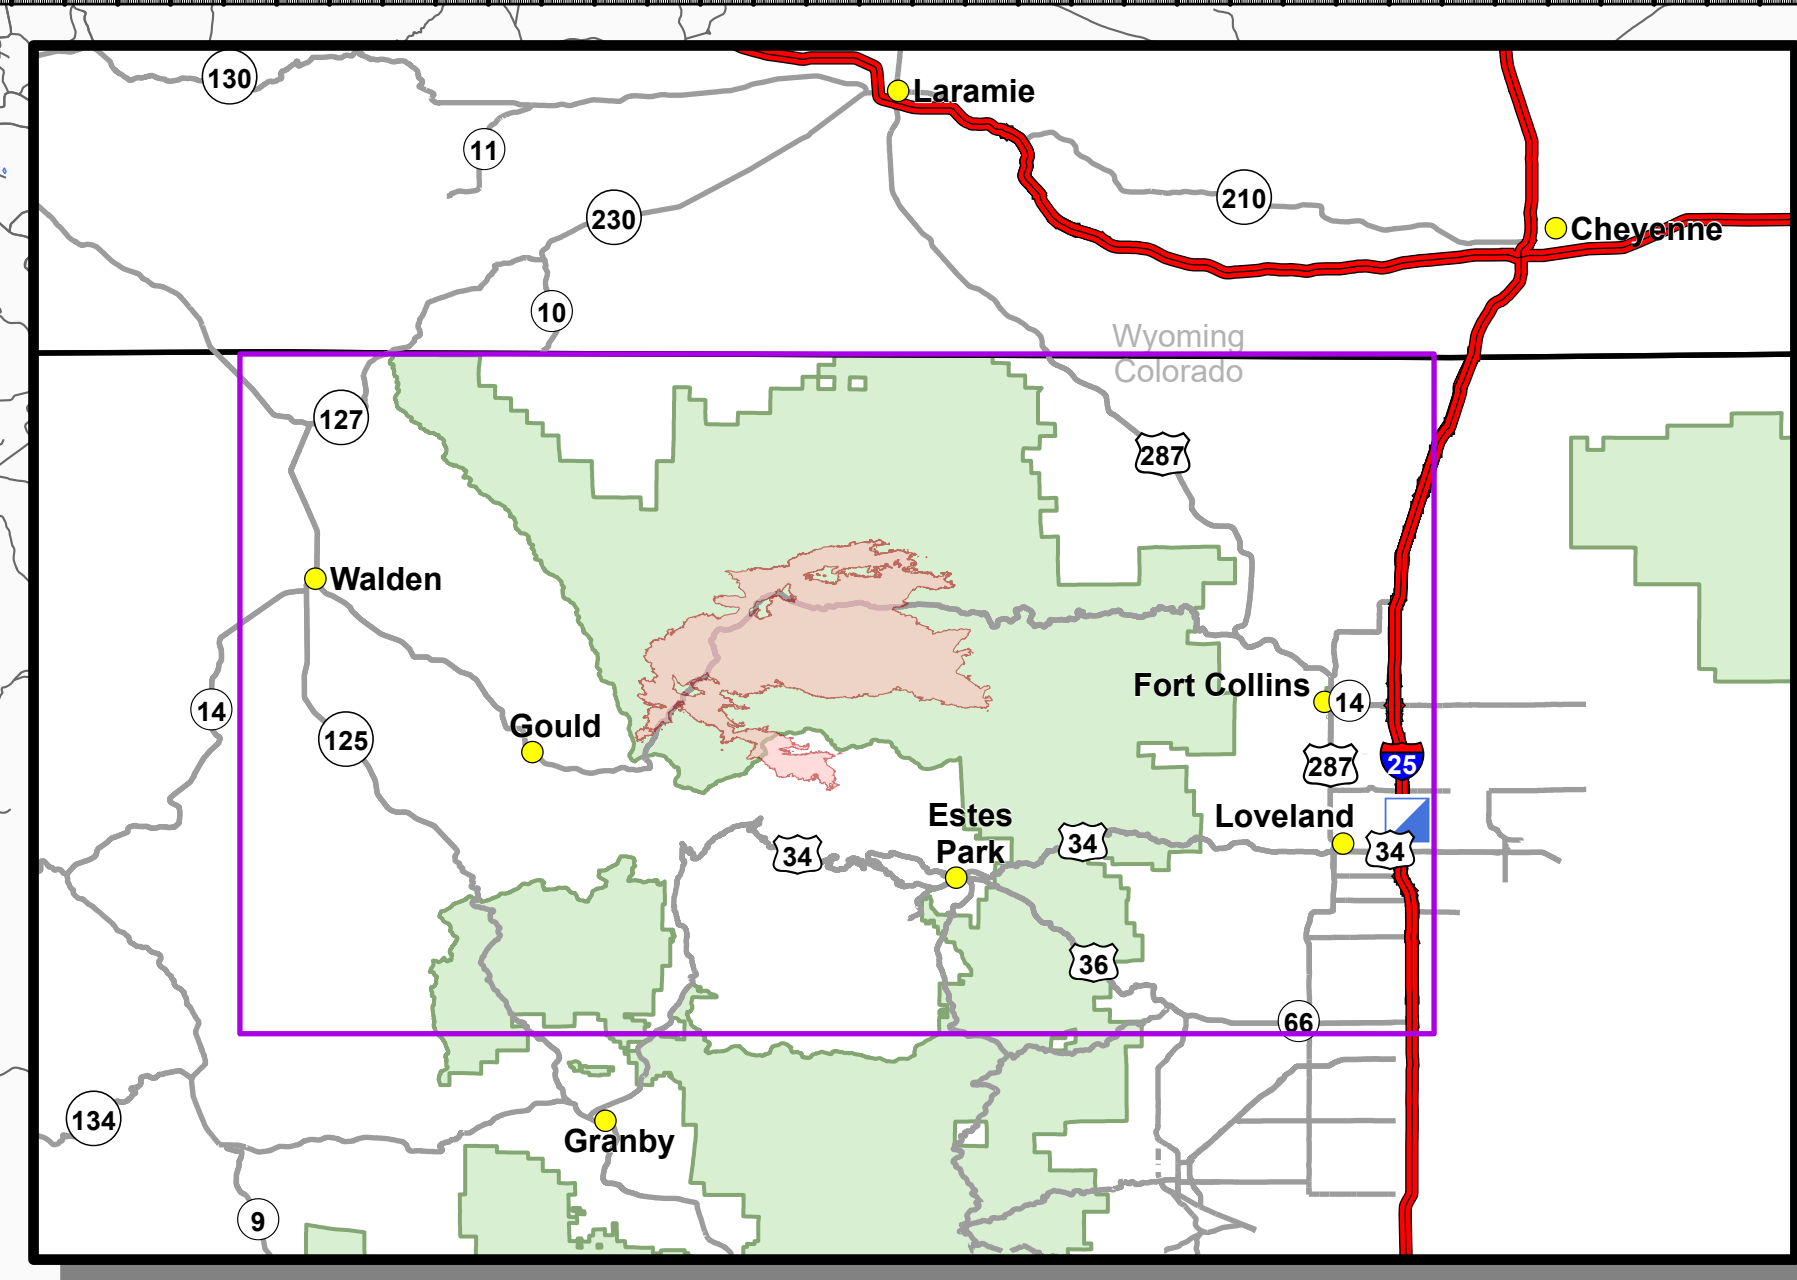 130
Laramie
11
210
230
Cheyenne
10
Wyoming
Colorado
127
287
Walden
Fort Collins
14
14
Gould
125
287
25
Estes
Park
Loveland
34
34
34
36
66
134
Granby
9